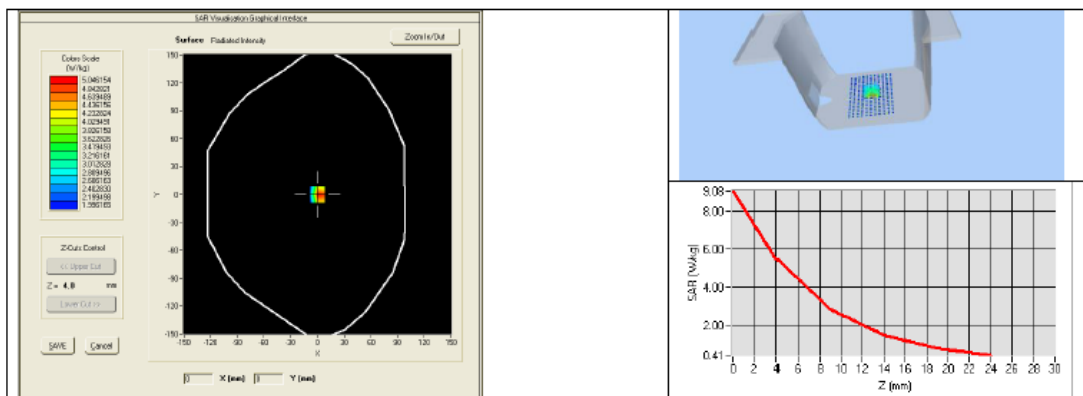 SAR Visualisation Graphical Interface
Surface Radiated Intensity
Zoom In/Out
Colors Scale
(W/kg)
5.046154
4.842821
4.639489
4.436156
4.232824
4.029491
3.826159
3.622826
3.419493
3.216161
3.012828
2.809496
2.606163
2.402830
2.199498
1.996165
Z-Cuts Control
<< Upper Cut
Z = 4.0 mm
Lower Cut >>
SAVE Cancel
150
120
90
60
30
Y 0
-30
-60
-90
-120
-150
-150 -120 -90 -60 -30 0 30 60 90 120 150
X
X (mm) Y (mm)
9.08
8.00
6.00
4.00
2.00
0.41
SAR (W/kg)
0 2 4 6 8 10 12 14 16 18 20 22 24 26 28 30
Z (mm)